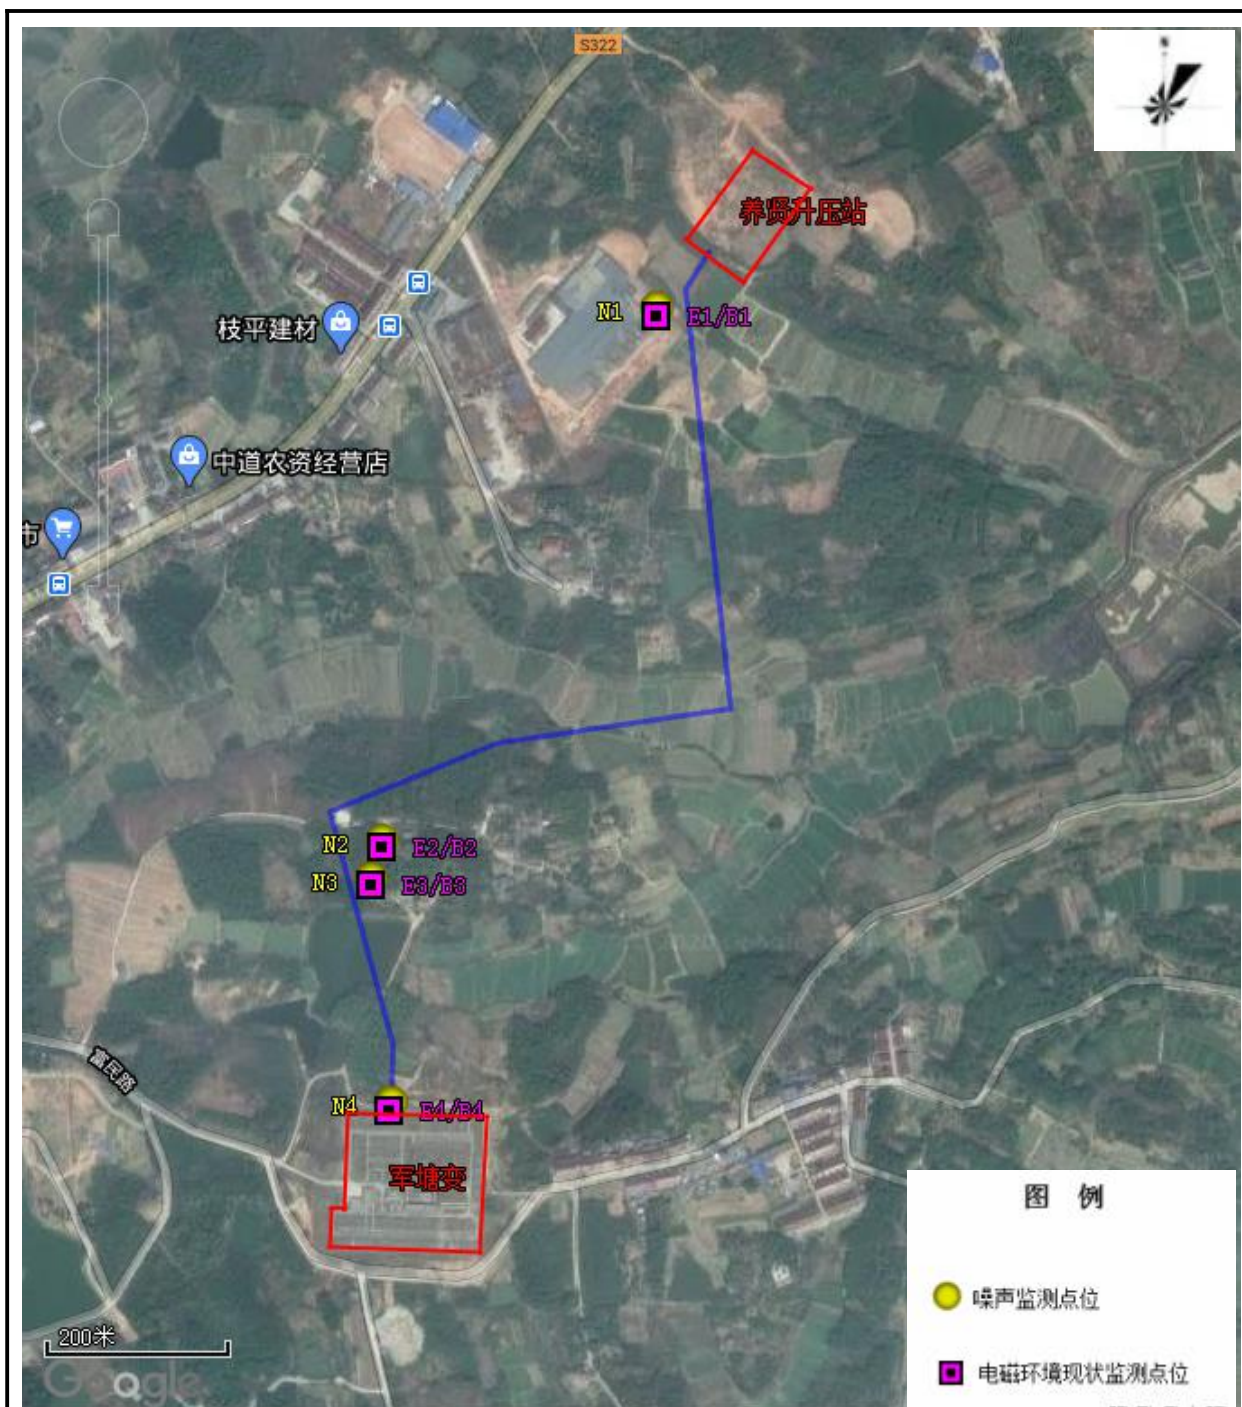 S322
养贤升压站
N1
E1/B1
枝平建材
中道农资经营店
市
N2
E2/B2
N3
E3/B3
富民路
N4
E4/B4
军塘变
图 例
噪声监测点位
电磁环境现状监测点位
200米
Google